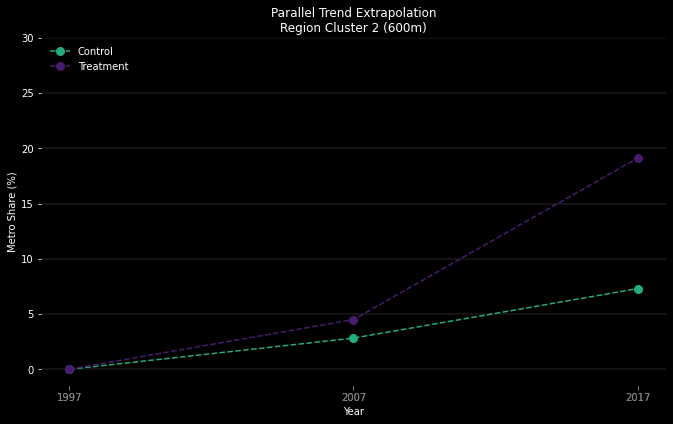 Parallel Trend Extrapolation
Region Cluster 2 (600m)
Control
Treatment
30
25
20
15
10
5
0
Metro Share (%)
1997
2007
2017
Year